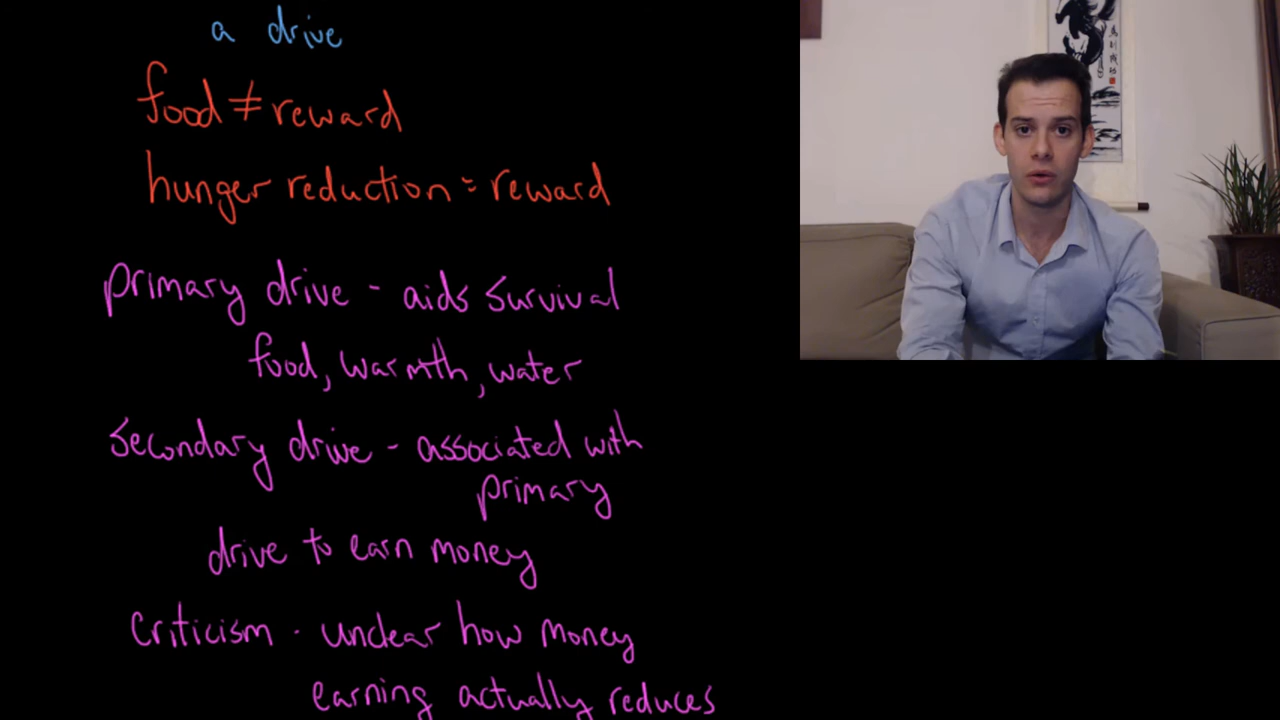 a drive
food ≠ reward
hunger reduction = reward
primary drive - aids survival
food, warmth, water
secondary drive - associated with
primary
drive to earn money
criticism - unclear how money
earning actually reduces